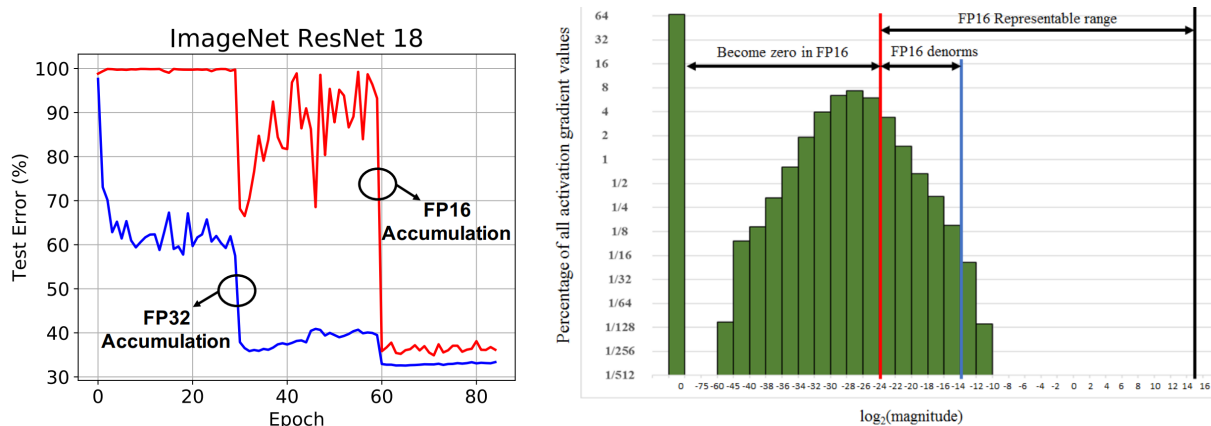 ImageNet ResNet 18
Test Error (%)
100
90
80
70
60
50
40
30
0 20 40 60 80
Epoch
FP16
Accumulation
FP32
Accumulation
Percentage of all activation gradient values
64
32
16
8
4
2
1
1/2
1/4
1/8
1/16
1/32
1/64
1/128
1/256
1/512
FP16 Representable range
Become zero in FP16
FP16 denorms
0 -75 -60 -45 -42 -38 -36 -34 -32 -30 -28 -26 -24 -22 -20 -18 -16 -14 -12 -10 -8 -6 -4 -2 0 2 4 6 8 10 12 14 15 16
log₂(magnitude)